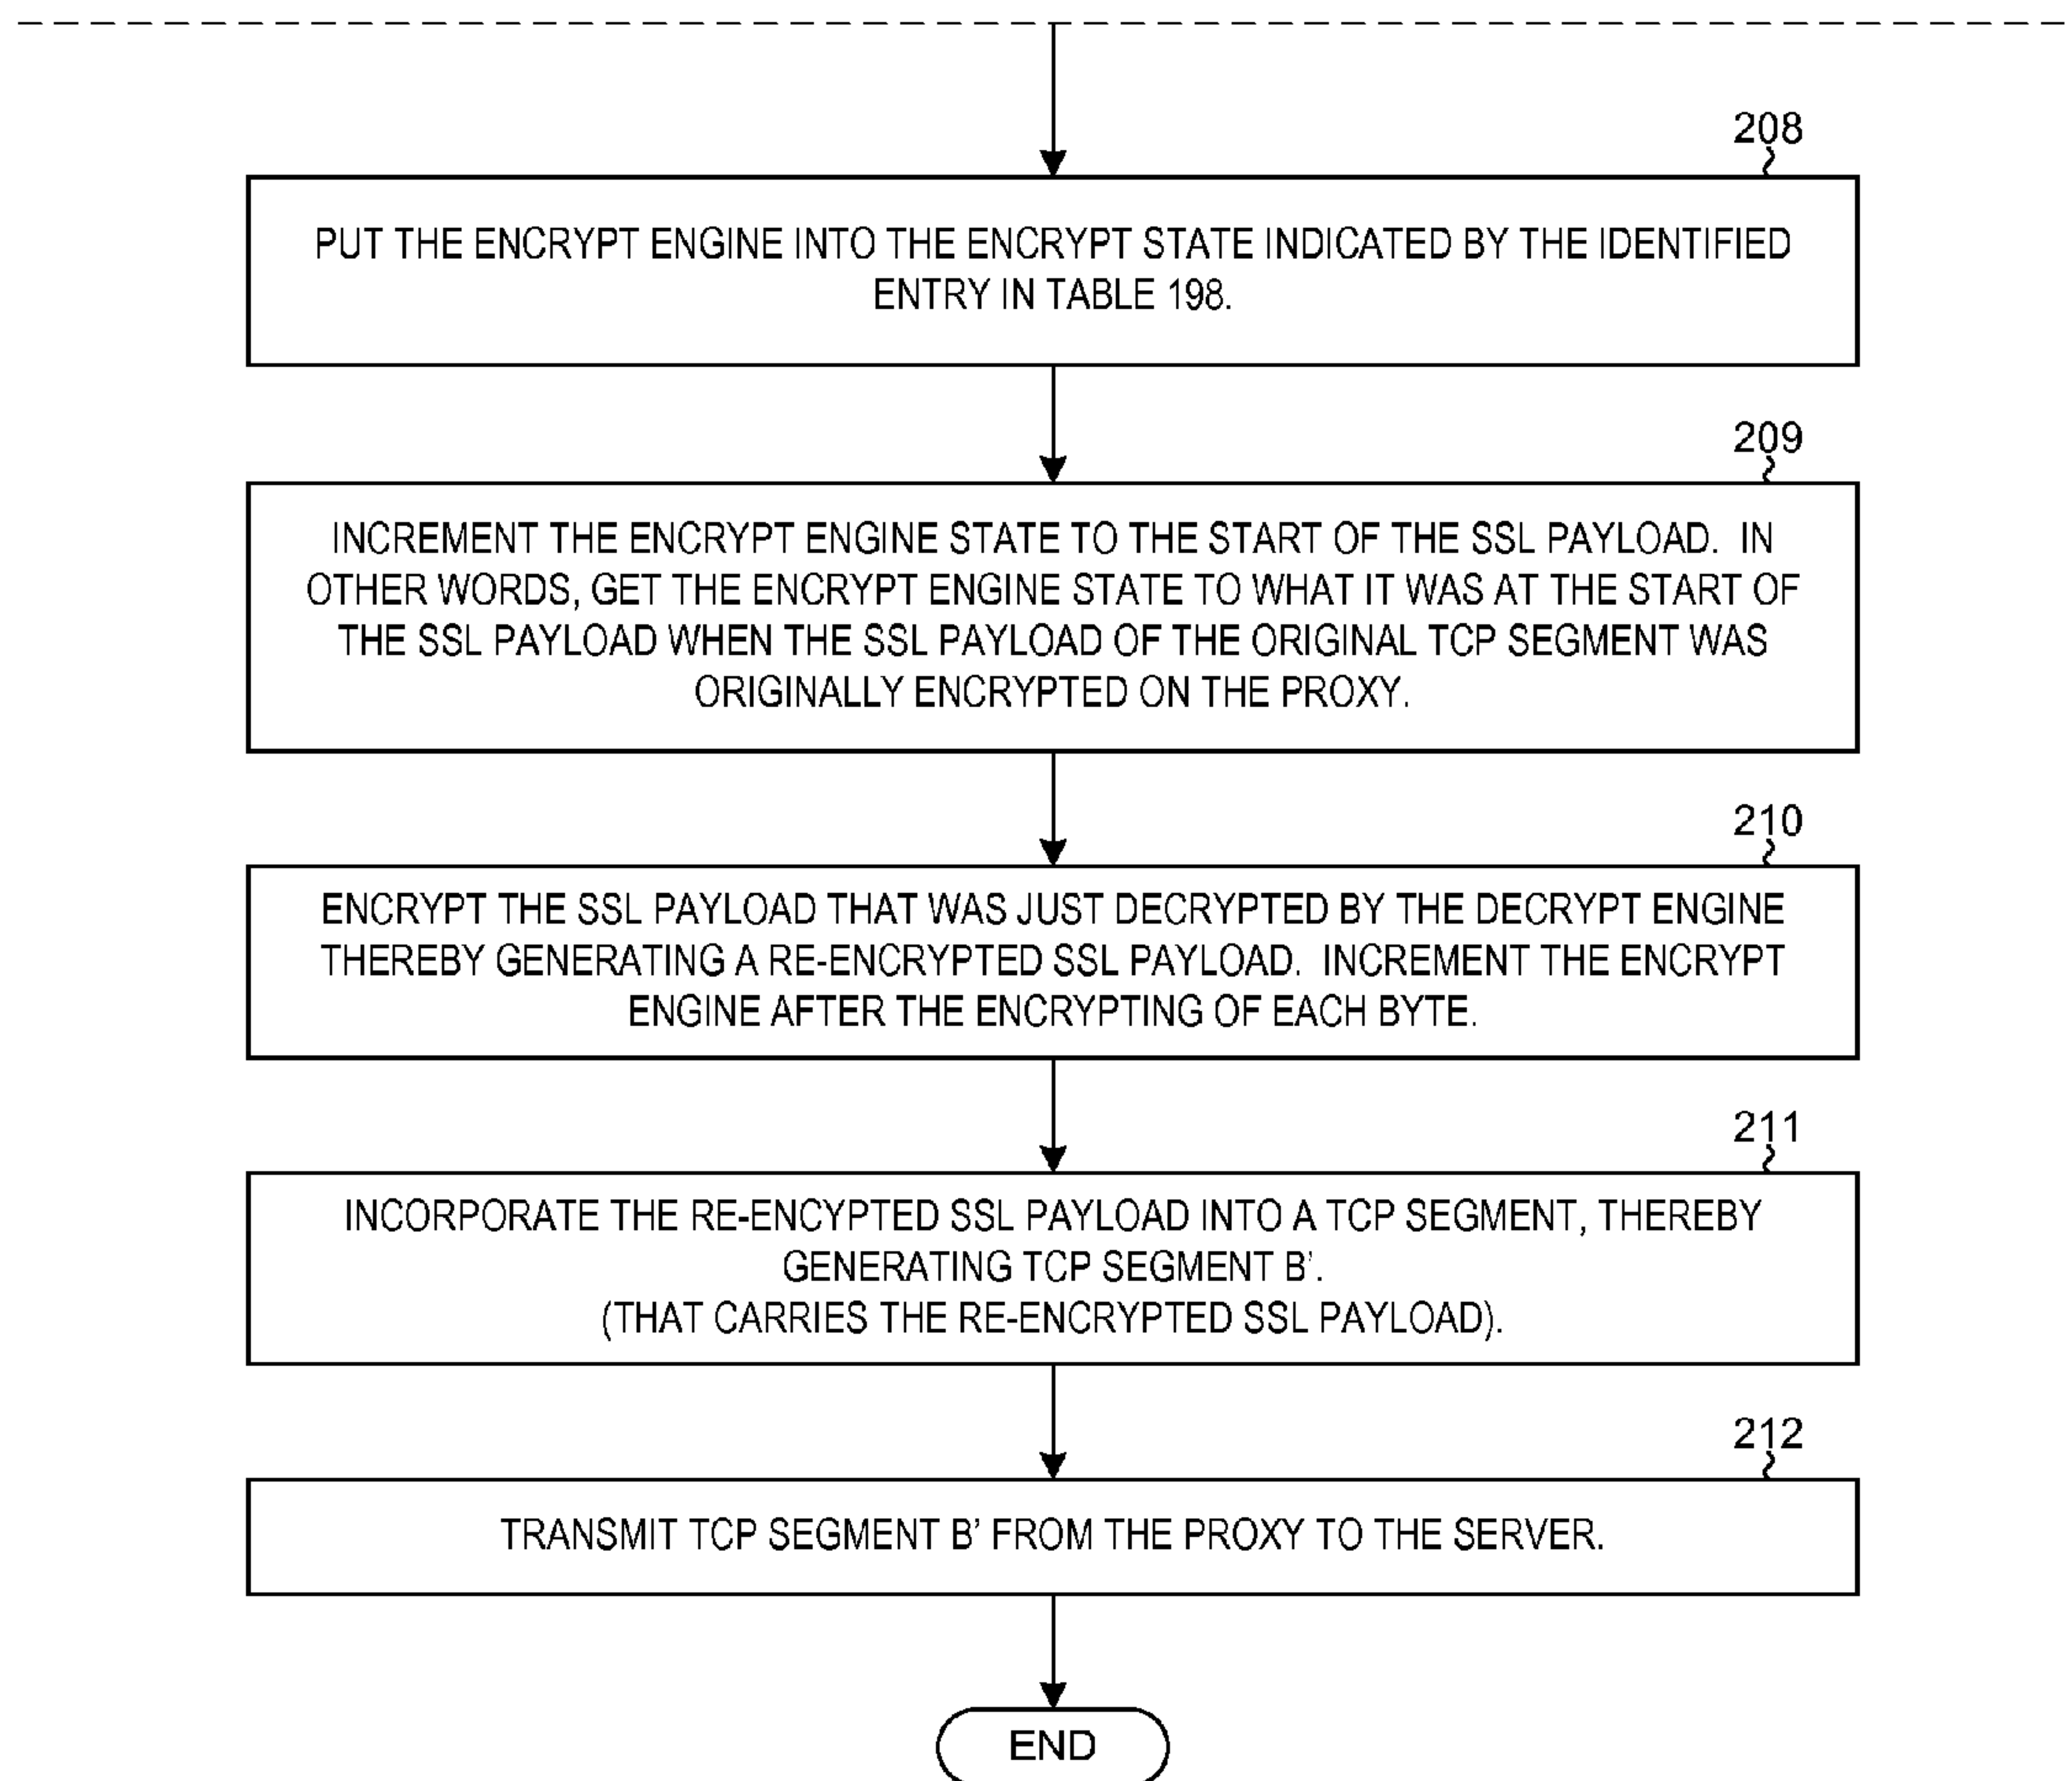 208
PUT THE ENCRYPT ENGINE INTO THE ENCRYPT STATE INDICATED BY THE IDENTIFIED
ENTRY IN TABLE 198.
209
INCREMENT THE ENCRYPT ENGINE STATE TO THE START OF THE SSL PAYLOAD. IN
OTHER WORDS, GET THE ENCRYPT ENGINE STATE TO WHAT IT WAS AT THE START OF
THE SSL PAYLOAD WHEN THE SSL PAYLOAD OF THE ORIGINAL TCP SEGMENT WAS
ORIGINALLY ENCRYPTED ON THE PROXY.
210
ENCRYPT THE SSL PAYLOAD THAT WAS JUST DECRYPTED BY THE DECRYPT ENGINE
THEREBY GENERATING A RE-ENCRYPTED SSL PAYLOAD. INCREMENT THE ENCRYPT
ENGINE AFTER THE ENCRYPTING OF EACH BYTE.
211
INCORPORATE THE RE-ENCYPTED SSL PAYLOAD INTO A TCP SEGMENT, THEREBY
GENERATING TCP SEGMENT B'.
(THAT CARRIES THE RE-ENCRYPTED SSL PAYLOAD).
212
TRANSMIT TCP SEGMENT B’ FROM THE PROXY TO THE SERVER.
END